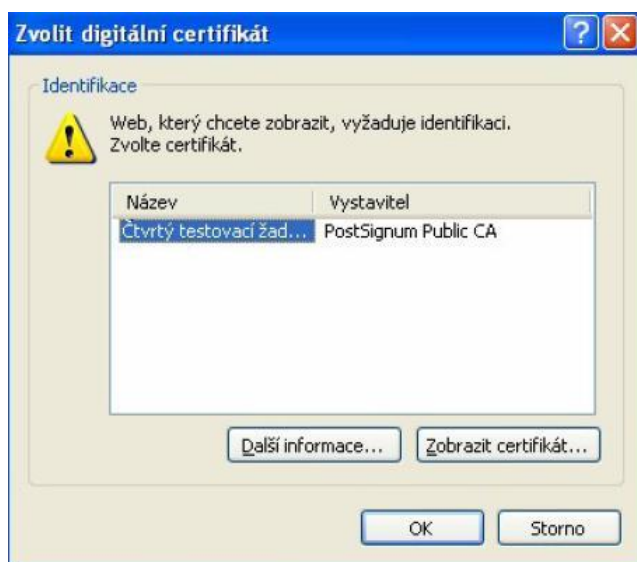 Zvolit digitální certifikát
Identifikace
Web, který chcete zobrazit, vyžaduje identifikaci.
Zvolte certifikát.
Název Vystavitel
Čtvrtý testovací žad... PostSignum Public CA
Další informace... Zobrazit certifikát...
OK Storno